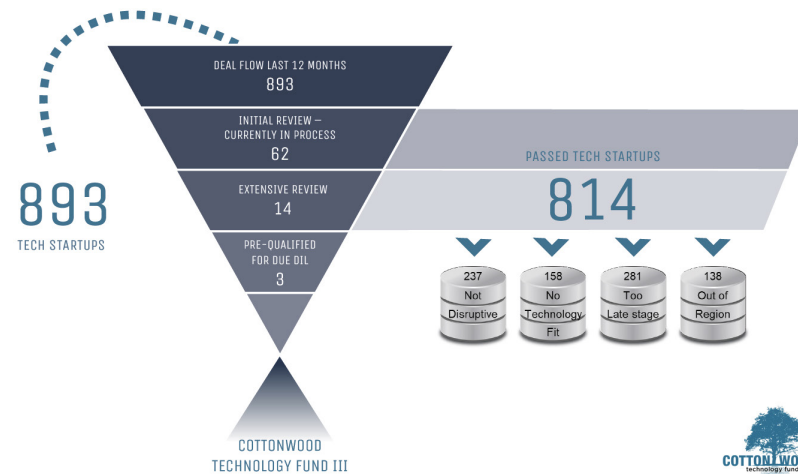 DEAL FLOW LAST 12 MONTHS
893
INITIAL REVIEW –
CURRENTLY IN PROCESS
62
PASSED TECH STARTUPS
814
EXTENSIVE REVIEW
14
893
TECH STARTUPS
PRE-QUALIFIED
FOR DUE DIL
3
237
Not
Disruptive
158
No
Technology
Fit
281
Too
Late stage
138
Out of
Region
COTTONWOOD
TECHNOLOGY FUND III
COTTONWO
technology fund